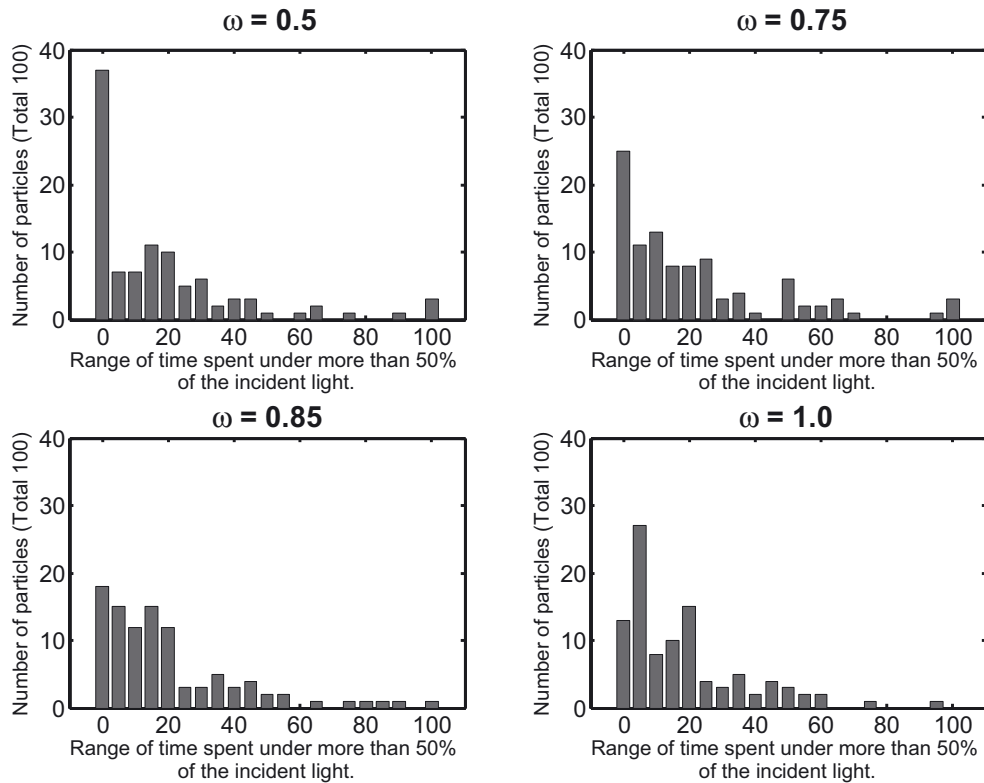 ω = 0.5
40
30
20
10
0
Number of particles (Total 100)
0 20 40 60 80 100
Range of time spent under more than 50%
of the incident light.
ω = 0.75
40
30
20
10
0
Number of particles (Total 100)
0 20 40 60 80 100
Range of time spent under more than 50%
of the incident light.
ω = 0.85
40
30
20
10
0
Number of particles (Total 100)
0 20 40 60 80 100
Range of time spent under more than 50%
of the incident light.
ω = 1.0
40
30
20
10
0
Number of particles (Total 100)
0 20 40 60 80 100
Range of time spent under more than 50%
of the incident light.